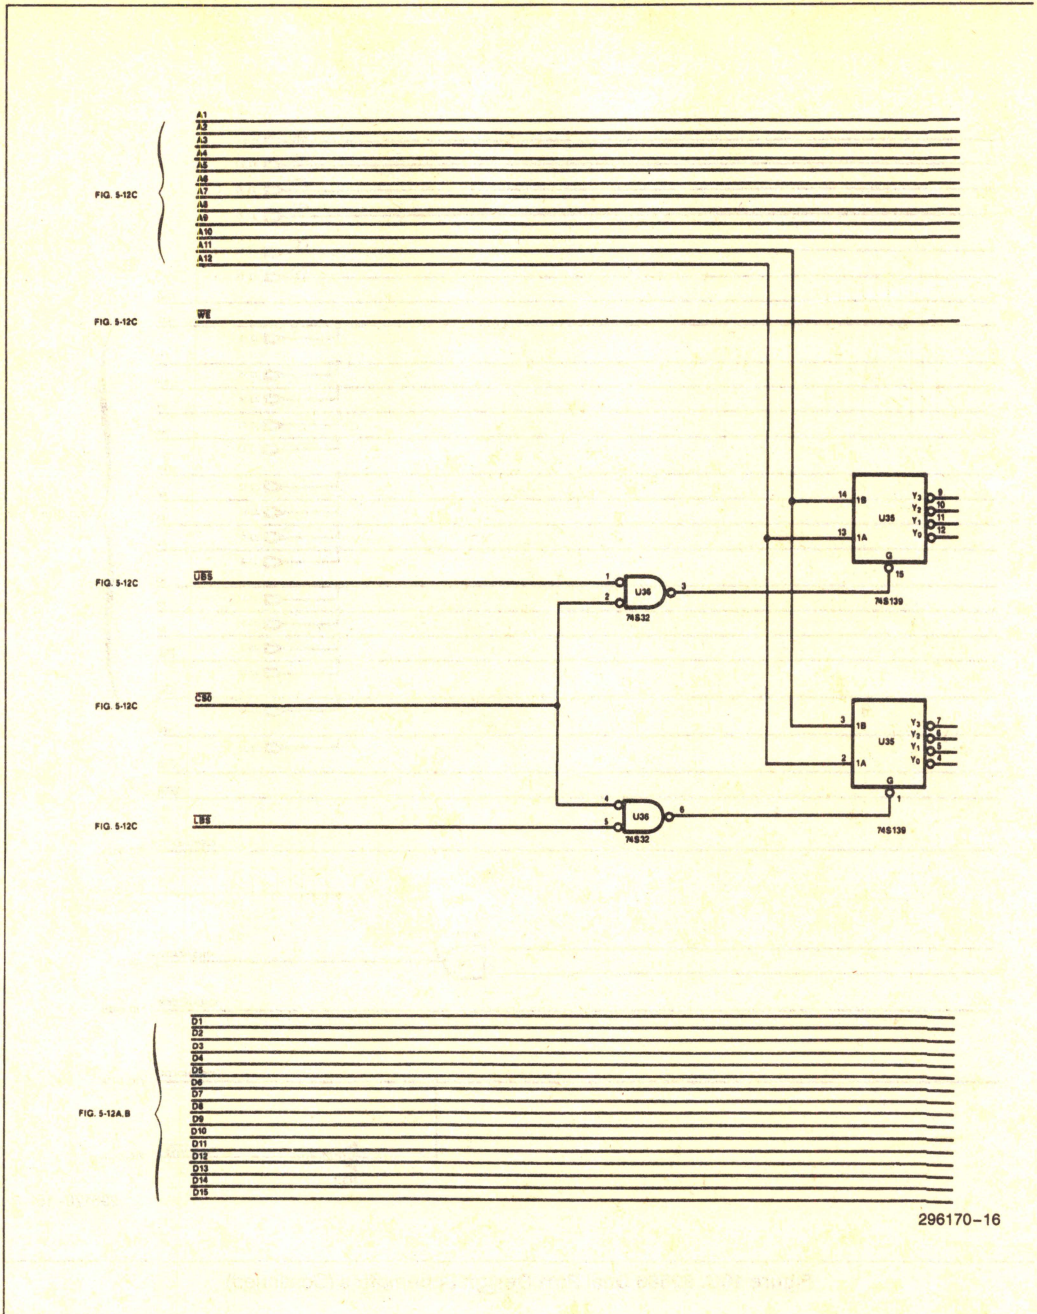 A1
A2
A3
A4
A5
A6
A7
A8
A9
A10
A11
A12
FIG. 5-12C
FIG. 5-12C
WE
14 1B
13 1A
U35
Y3 9
Y2 10
Y1 11
Y0 12
G
15
74S139
FIG. 5-12C
UBS
1
2
U36
3
74S32
FIG. 5-12C
CS0
3 1B
2 1A
U35
Y3 7
Y2 6
Y1 5
Y0 4
G
1
74S139
FIG. 5-12C
LBS
4
5
U36
6
74S32
D1
D2
D3
D4
D5
D6
D7
D8
D9
D10
D11
D12
D13
D14
D15
FIG. 5-12A.B
296170-16